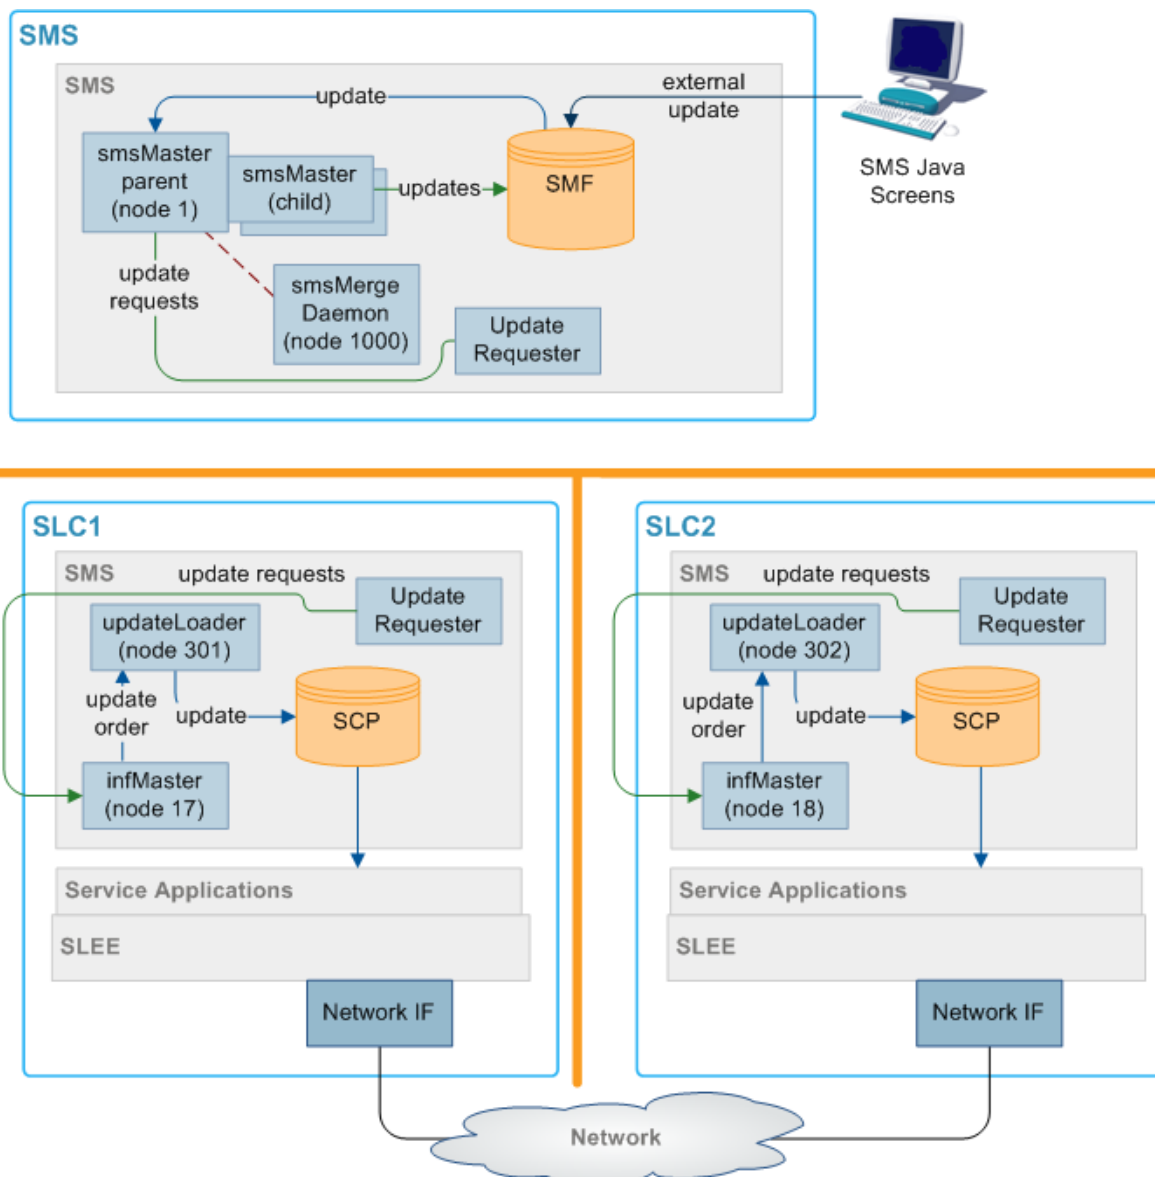 SMS
SMS
update
external
update
smsMaster
parent
(node 1)
smsMaster
(child)
updates
SMF
SMS Java
Screens
update
requests
smsMerge
Daemon
(node 1000)
Update
Requester
SLC1
SMS
update requests
Update
Requester
updateLoader
(node 301)
update
order
update
SCP
infMaster
(node 17)
Service Applications
SLEE
Network IF
SLC2
SMS
update requests
Update
Requester
updateLoader
(node 302)
update
order
update
SCP
infMaster
(node 18)
Service Applications
SLEE
Network IF
Network